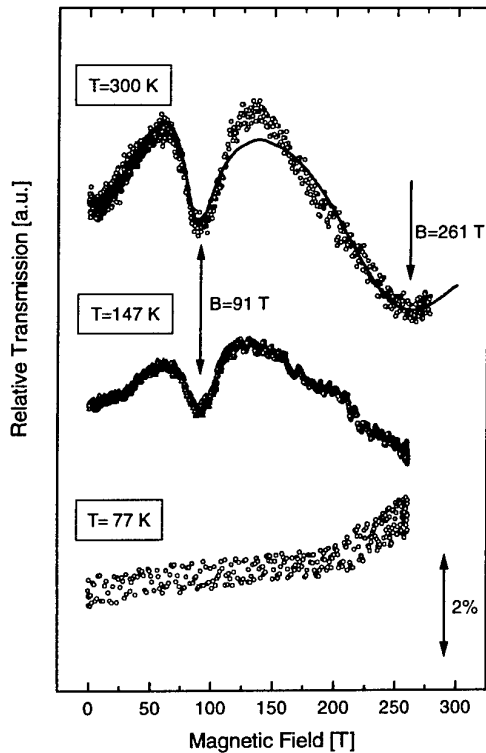 T=300 K
B=261 T
B=91 T
T=147 K
T= 77 K
2%
Relative Transmission [a.u.]
0 50 100 150 200 250 300
Magnetic Field [T]